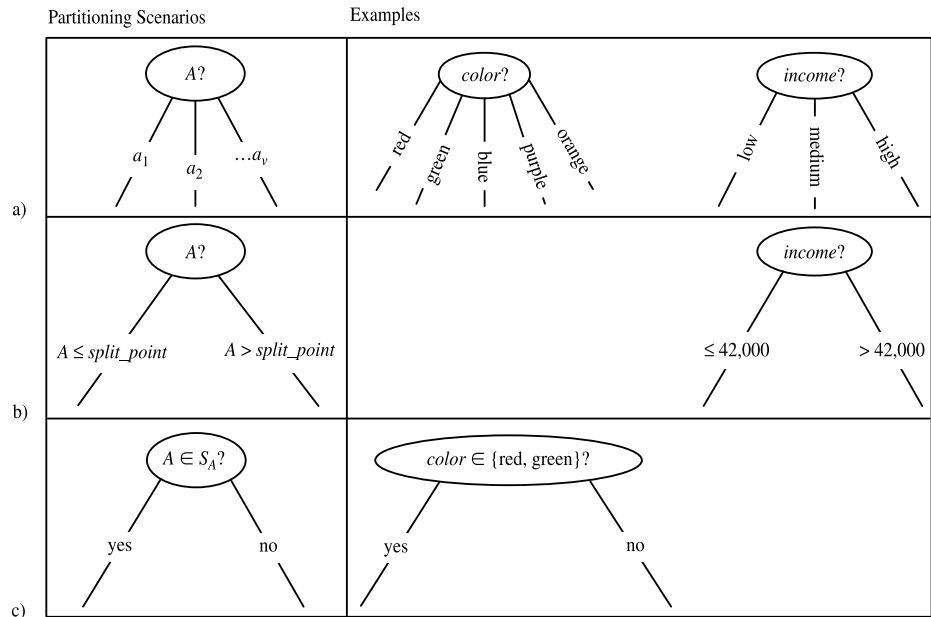 Partitioning Scenarios Examples
A? color? income?
a1 a2 …av red green blue purple orange low medium high
a)
A? income?
A ≤ split_point A > split_point ≤ 42,000 > 42,000
b)
A ∈ SA? color ∈ {red, green}?
yes no yes no
c)